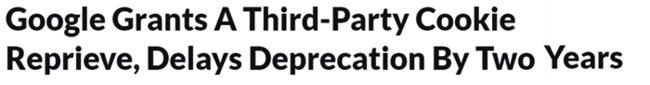 Google Grants A Third-Party Cookie
Reprieve, Delays Deprecation By Two Years